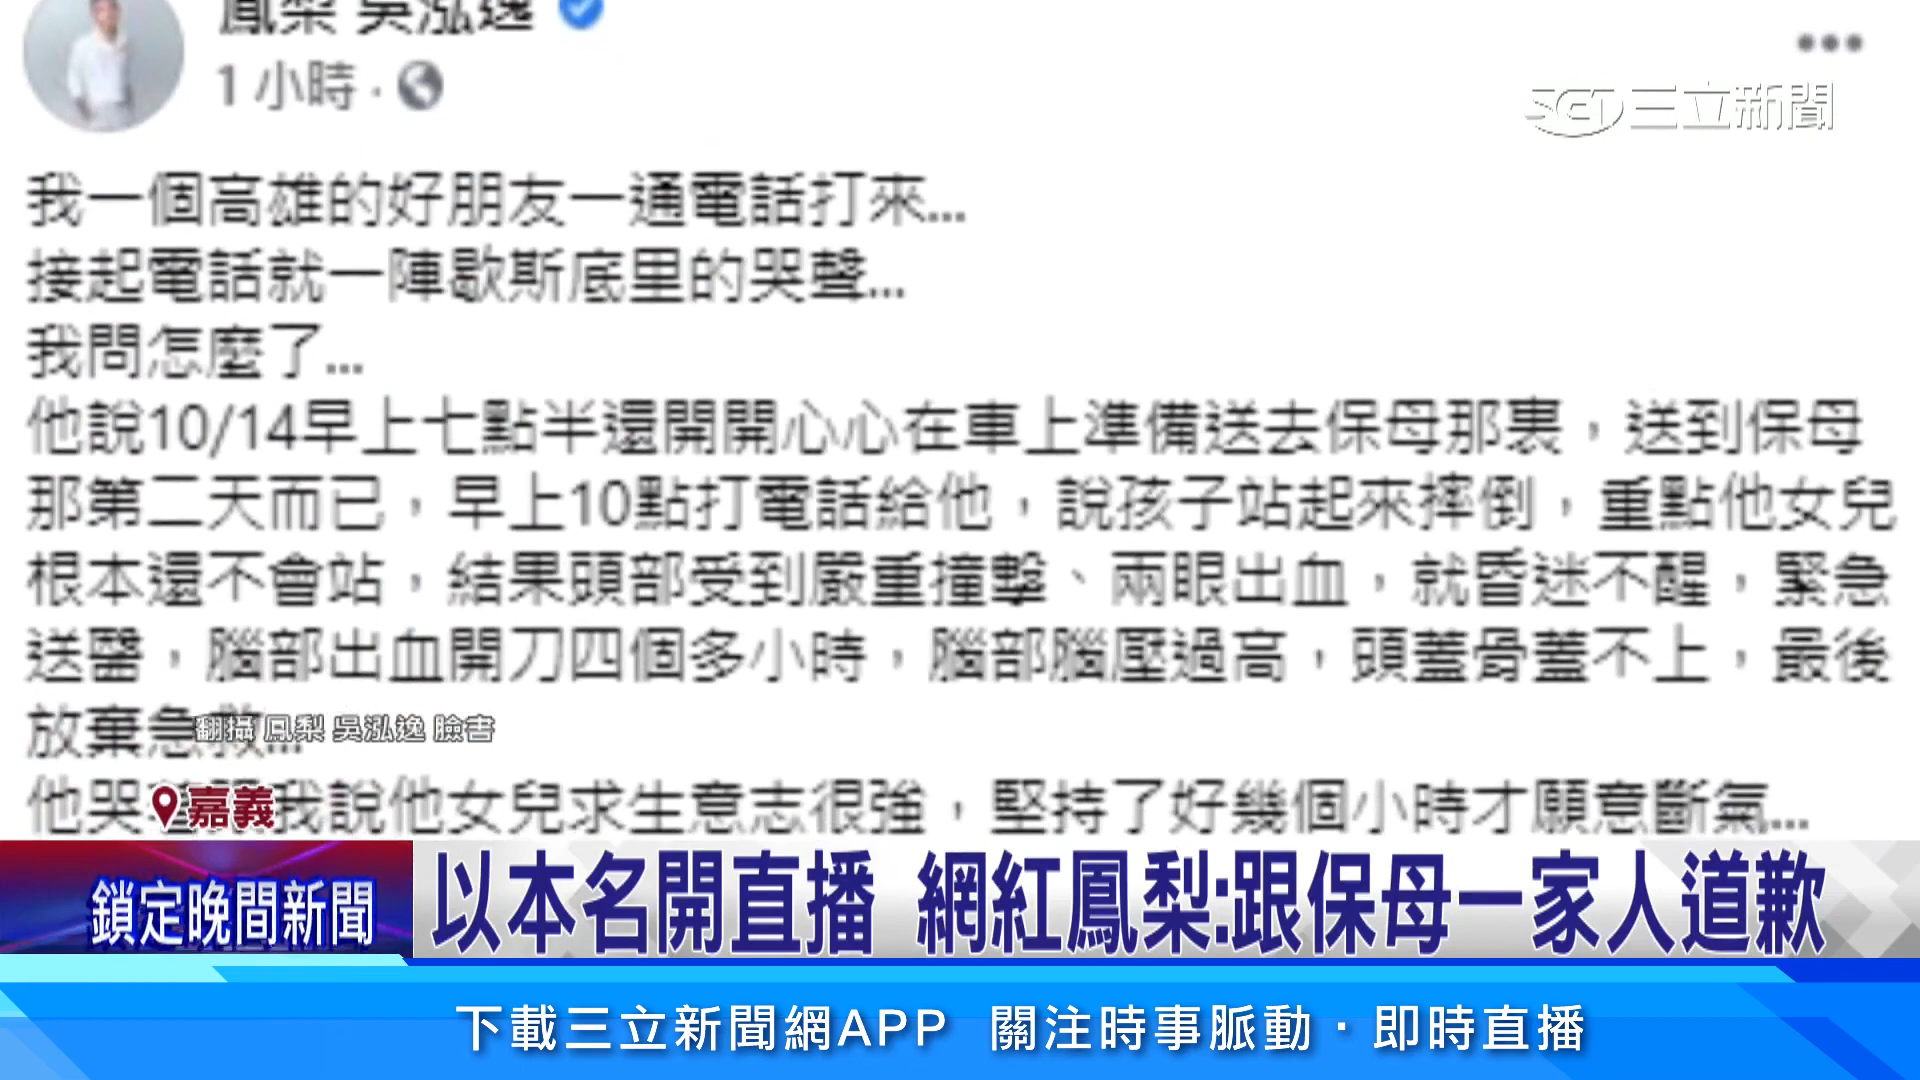 鳳梨 吳泓逸
1 小時
SET三立新聞
我一個高雄的好朋友一通電話打來...
接起電話就一陣歇斯底里的哭聲...
我問怎麼了...
他說10/14早上七點半還開開心心在車上準備送去保母那裏，送到保母
那第二天而已，早上10點打電話給他，說孩子站起來摔倒，重點他女兒
根本還不會站，結果頭部受到嚴重撞擊、兩眼出血，就昏迷不醒，緊急
送醫，腦部出血開刀四個多小時，腦部腦壓過高，頭蓋骨蓋不上，最後
放棄急救...
翻攝 鳳梨 吳泓逸 臉書
他哭 我說他女兒求生意志很強，堅持了好幾個小時才願意斷氣...
嘉義
鎖定晚間新聞
以本名開直播 網紅鳳梨:跟保母一家人道歉
下載三立新聞網APP 關注時事脈動·即時直播